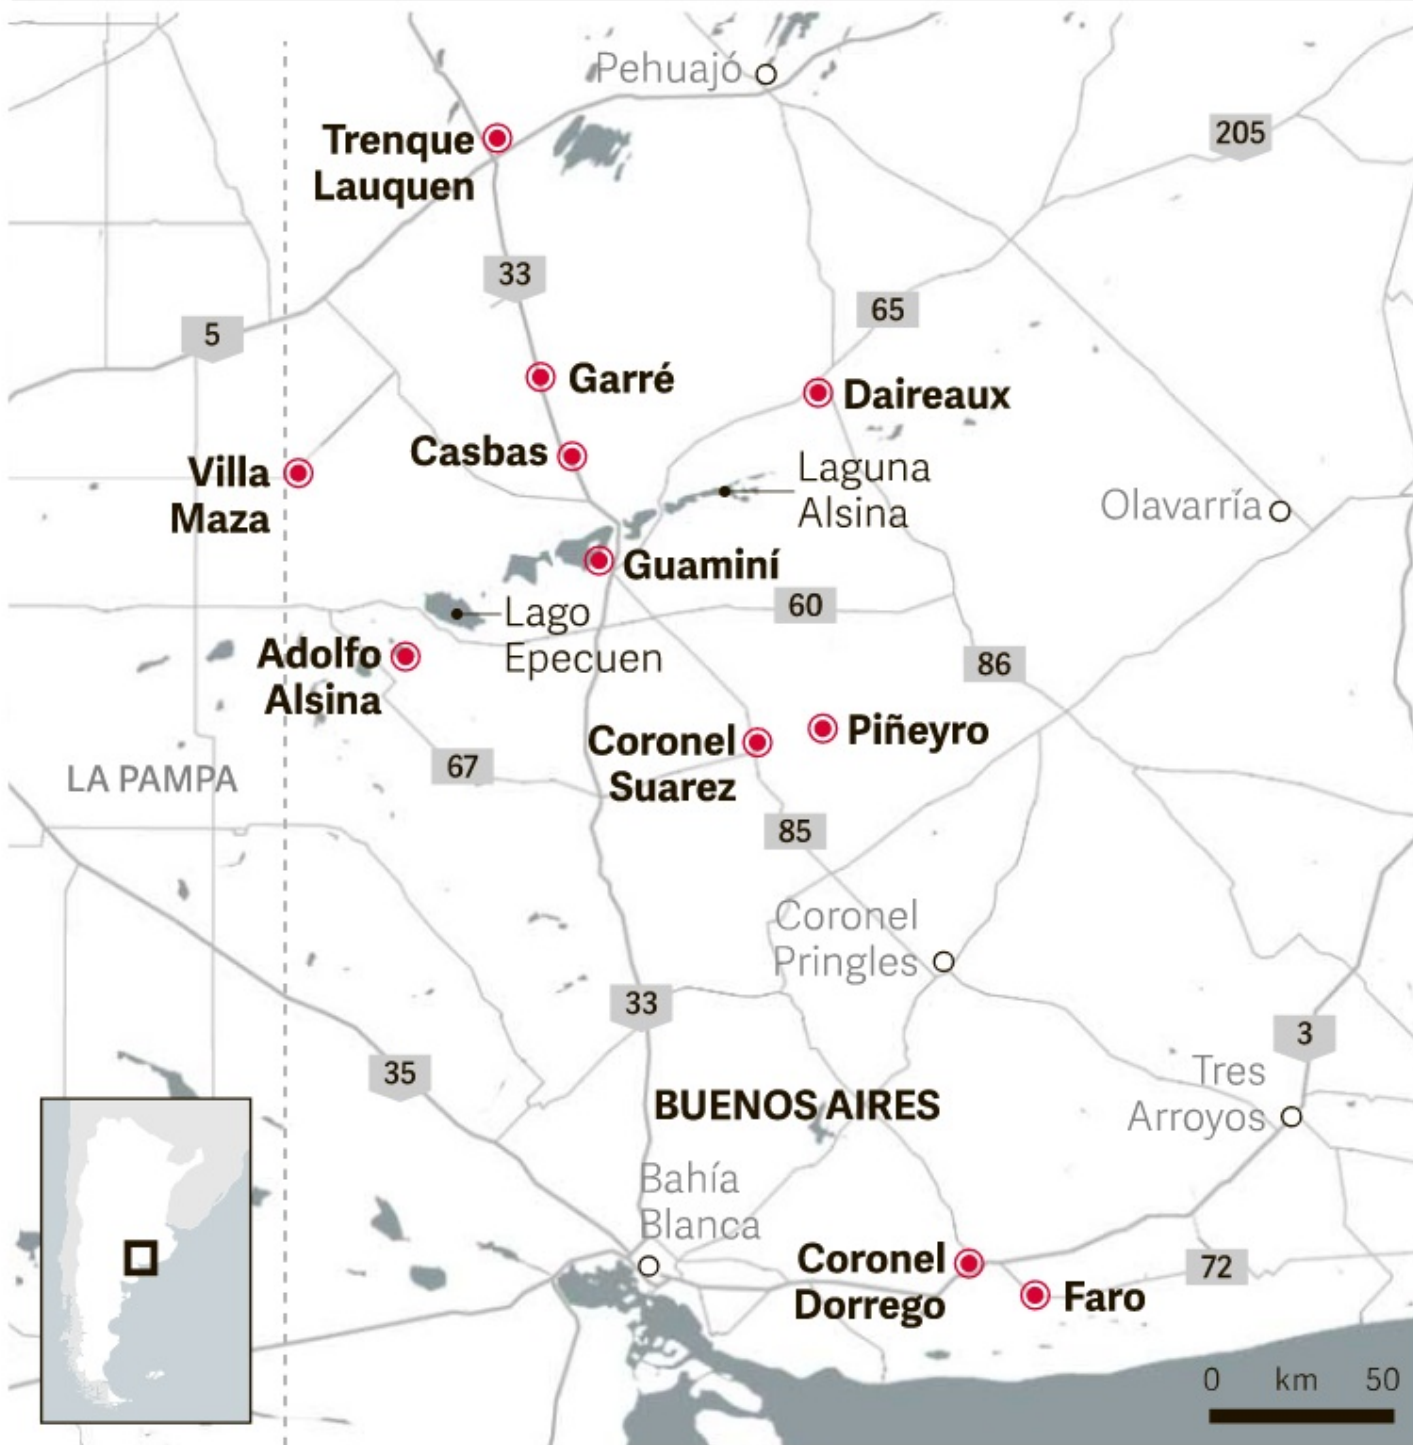 Pehuajó
Trenque
Lauquen
205
33
65
5
Garré
Daireaux
Casbas
Laguna
Alsina
Villa
Maza
Olavarría
Guaminí
60
Lago
Epecuen
Adolfo
Alsina
86
Piñeyro
Coronel
Suarez
67
LA PAMPA
85
Coronel
Pringles
33
3
35
Tres
Arroyos
BUENOS AIRES
Bahía
Blanca
Coronel
Dorrego
72
Faro
0 km 50